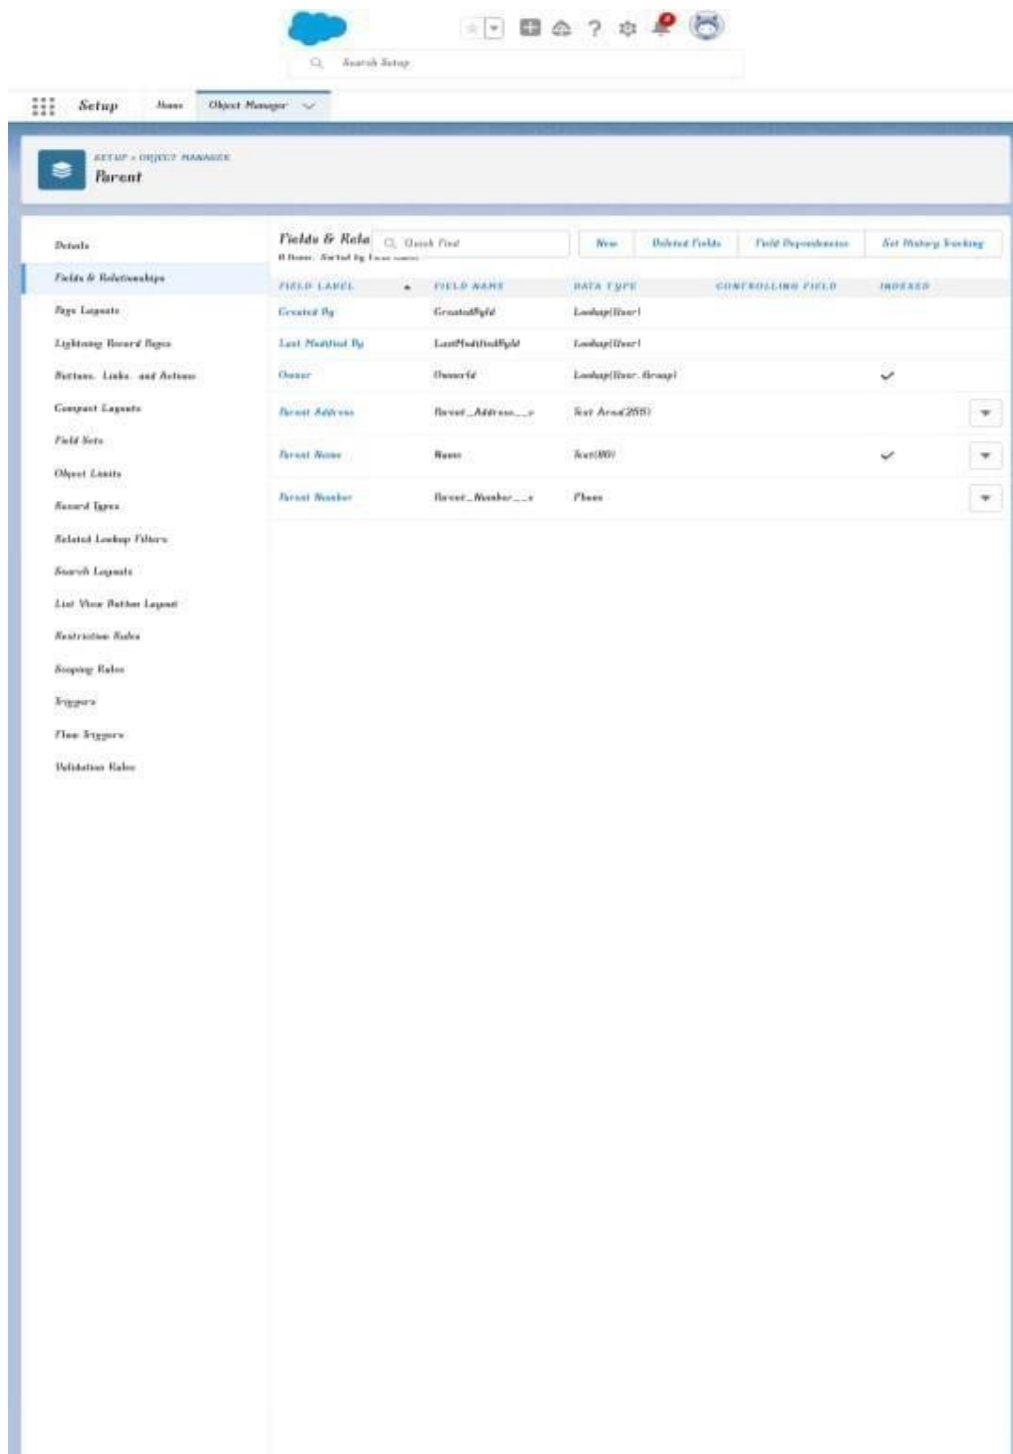 Search Setup
Setup Home Object Manager
SETUP > OBJECT MANAGER
Parent
Details
Fields & Relationships
Page Layouts
Lightning Record Pages
Buttons, Links, and Actions
Compact Layouts
Field Sets
Object Limits
Record Types
Related Lookup Filters
Search Layouts
List View Button Layout
Restriction Rules
Scoping Rules
Triggers
Flow Triggers
Validation Rules
Fields & Rela
Quick Find
New Deleted Fields Field Dependencies Set History Tracking
Items, Sorted by
FIELD LABEL FIELD NAME DATA TYPE CONTROLLING FIELD INDEXED
Created By CreatedById Lookup(User)
Last Modified By LastModifiedById Lookup(User)
Owner OwnerId Lookup(User,Group)
Parent Address Parent_Address__c Text Area(255)
Parent Name Name Text(80)
Parent Number Parent_Number__c Phone